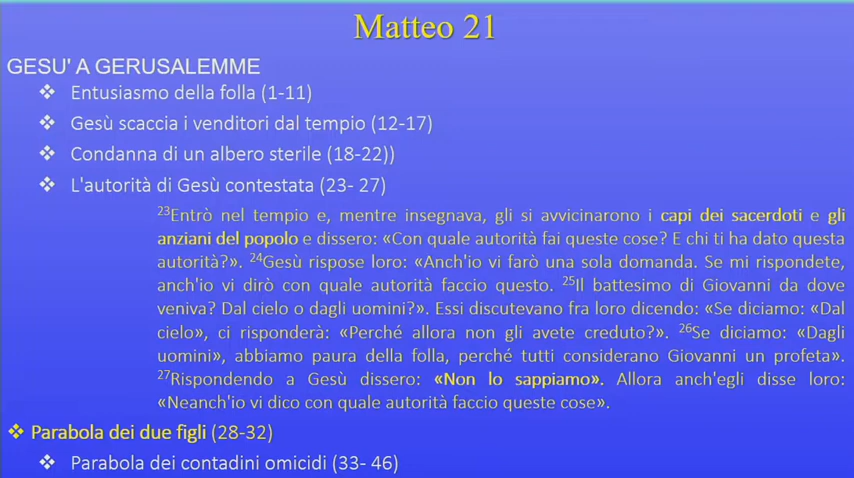 Matteo 21
GESU' A GERUSALEMME
❖ Entusiasmo della folla (1-11)
❖ Gesù scaccia i venditori dal tempio (12-17)
❖ Condanna di un albero sterile (18-22))
❖ L'autorità di Gesù contestata (23- 27)
23Entrò nel tempio e, mentre insegnava, gli si avvicinarono i capi dei sacerdoti e gli
anziani del popolo e dissero: «Con quale autorità fai queste cose? E chi ti ha dato questa
autorità?». 24Gesù rispose loro: «Anch'io vi farò una sola domanda. Se mi rispondete,
anch'io vi dirò con quale autorità faccio questo. 25Il battesimo di Giovanni da dove
veniva? Dal cielo o dagli uomini?». Essi discutevano fra loro dicendo: «Se diciamo: «Dal
cielo», ci risponderà: «Perché allora non gli avete creduto?». 26Se diciamo: «Dagli
uomini», abbiamo paura della folla, perché tutti considerano Giovanni un profeta».
27Rispondendo a Gesù dissero: «Non lo sappiamo». Allora anch'egli disse loro:
«Neanch'io vi dico con quale autorità faccio queste cose».
❖ Parabola dei due figli (28-32)
❖ Parabola dei contadini omicidi (33- 46)